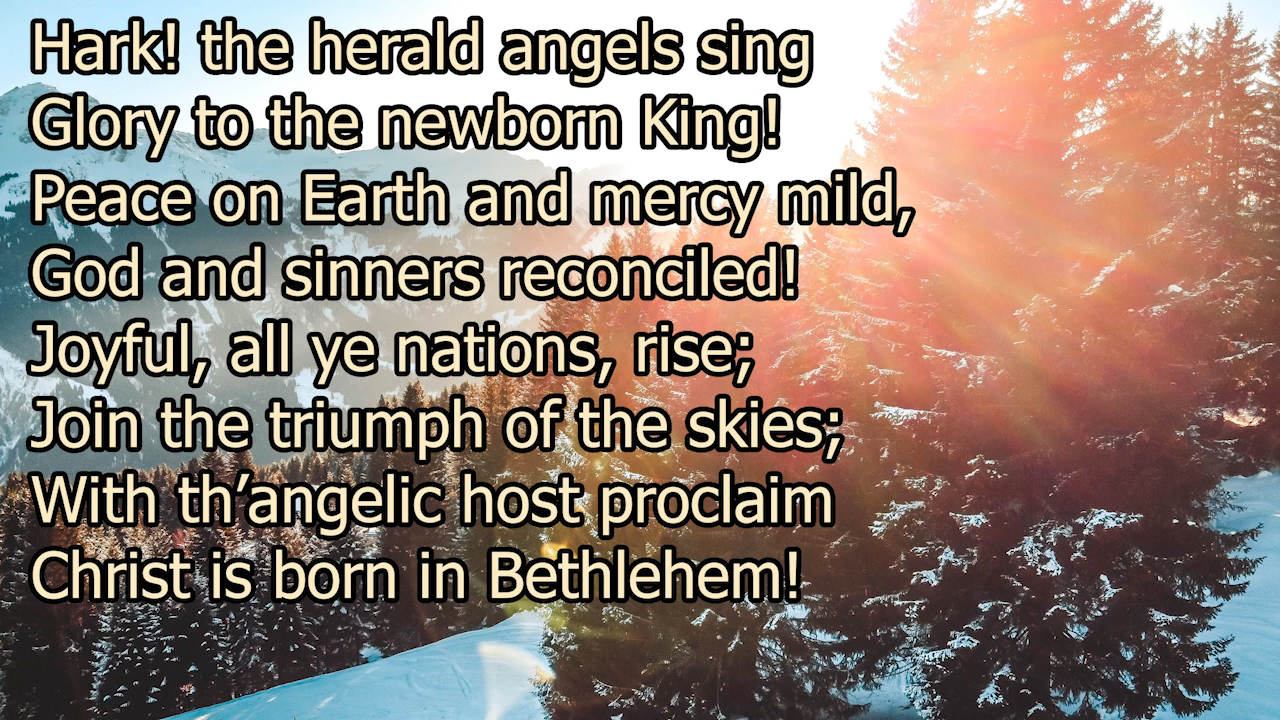 Hark! the herald angels sing
Glory to the newborn King!
Peace on Earth and mercy mild,
God and sinners reconciled!
Joyful, all ye nations, rise;
Join the triumph of the skies;
With th’angelic host proclaim
Christ is born in Bethlehem!